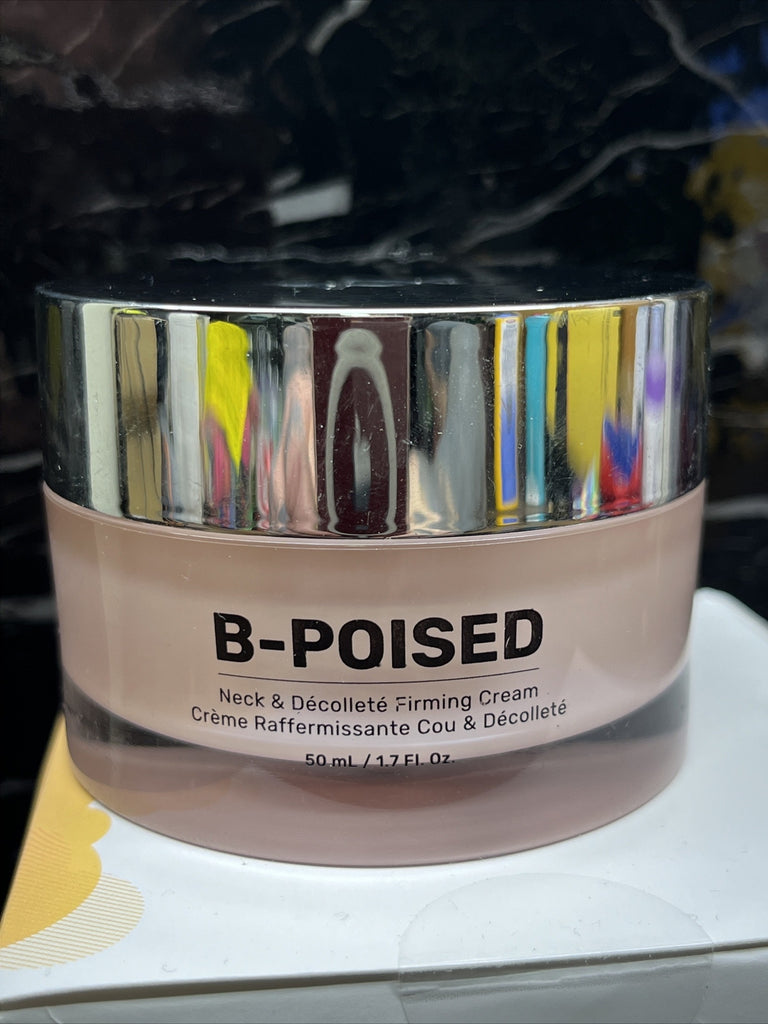 B-POISED
Neck & Décolleté Firming Cream
Crème Raffermissante Cou & Décolleté
50 mL / 1.7 Fl. Oz.